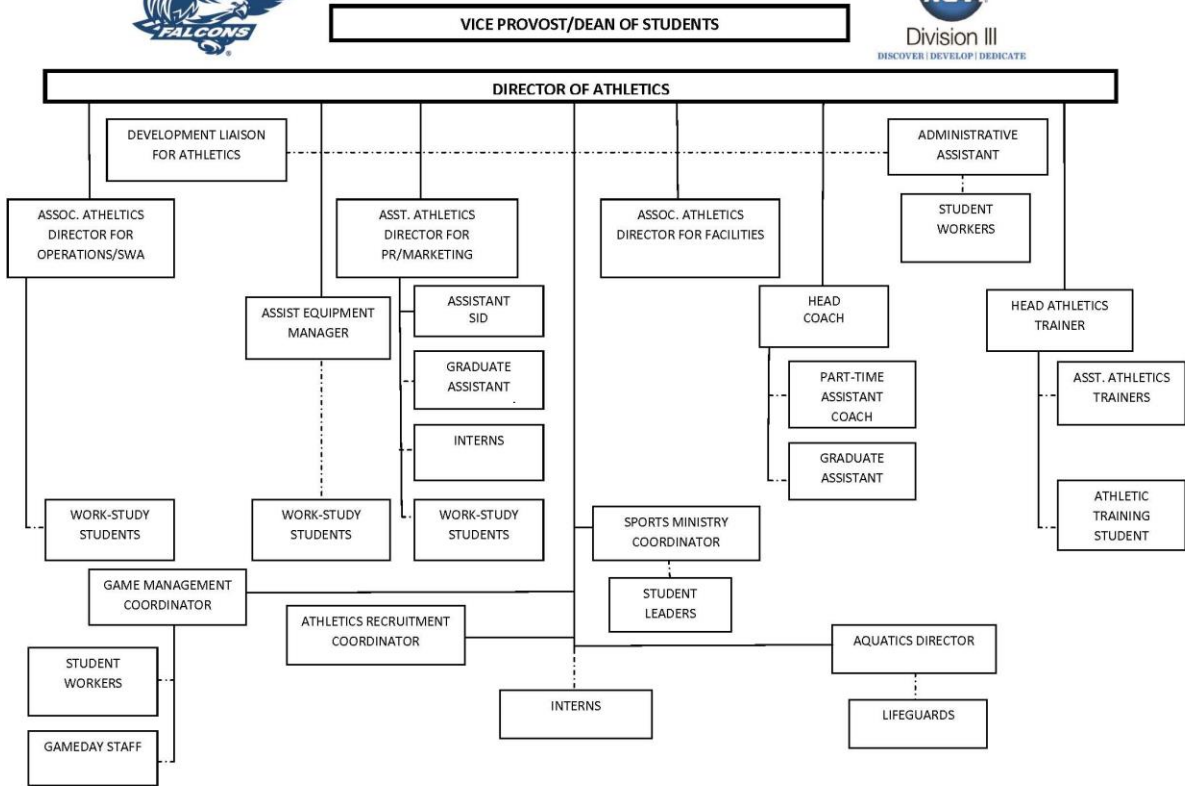 FALCONS
VICE PROVOST/DEAN OF STUDENTS
Division III
DISCOVER | DEVELOP | DEDICATE
DIRECTOR OF ATHLETICS
DEVELOPMENT LIAISON
FOR ATHLETICS
ADMINISTRATIVE
ASSISTANT
ASSOC. ATHELTICS
DIRECTOR FOR
OPERATIONS/SWA
ASST. ATHLETICS
DIRECTOR FOR
PR/MARKETING
ASSOC. ATHLETICS
DIRECTOR FOR FACILITIES
STUDENT
WORKERS
ASSIST EQUIPMENT
MANAGER
ASSISTANT
SID
HEAD
COACH
HEAD ATHLETICS
TRAINER
GRADUATE
ASSISTANT
PART-TIME
ASSISTANT
COACH
ASST. ATHLETICS
TRAINERS
INTERNS
GRADUATE
ASSISTANT
WORK-STUDY
STUDENTS
WORK-STUDY
STUDENTS
WORK-STUDY
STUDENTS
SPORTS MINISTRY
COORDINATOR
ATHLETIC
TRAINING
STUDENT
GAME MANAGEMENT
COORDINATOR
STUDENT
LEADERS
ATHLETICS RECRUITMENT
COORDINATOR
AQUATICS DIRECTOR
STUDENT
WORKERS
INTERNS
LIFEGUARDS
GAMEDAY STAFF